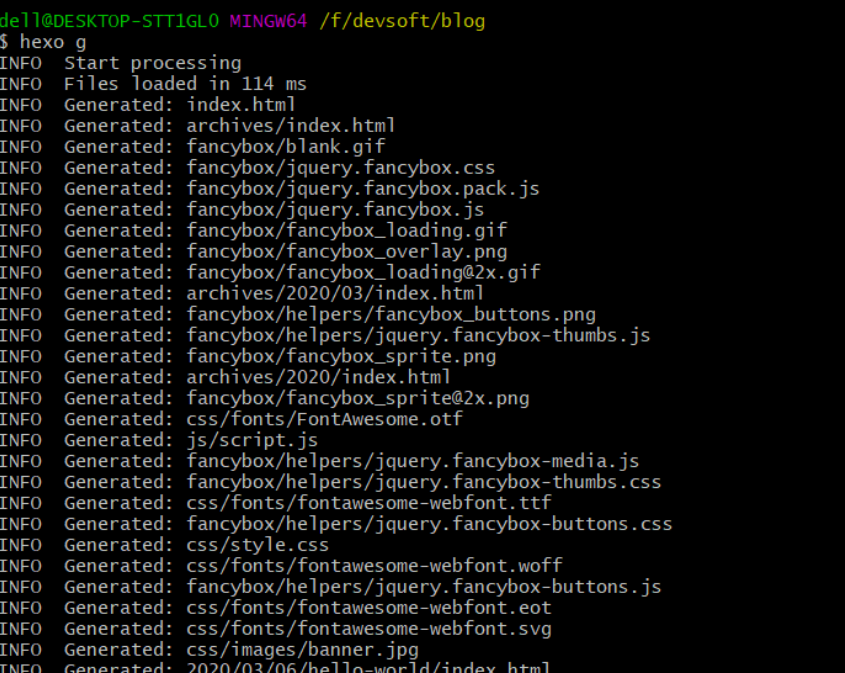 dell@DESKTOP-STT1GL0 MINGW64 /f/devsoft/blog
$ hexo g
INFO  Start processing
INFO  Files loaded in 114 ms
INFO  Generated: index.html
INFO  Generated: archives/index.html
INFO  Generated: fancybox/blank.gif
INFO  Generated: fancybox/jquery.fancybox.css
INFO  Generated: fancybox/jquery.fancybox.pack.js
INFO  Generated: fancybox/jquery.fancybox.js
INFO  Generated: fancybox/fancybox_loading.gif
INFO  Generated: fancybox/fancybox_overlay.png
INFO  Generated: fancybox/fancybox_loading@2x.gif
INFO  Generated: archives/2020/03/index.html
INFO  Generated: fancybox/helpers/fancybox_buttons.png
INFO  Generated: fancybox/helpers/jquery.fancybox-thumbs.js
INFO  Generated: fancybox/fancybox_sprite.png
INFO  Generated: archives/2020/index.html
INFO  Generated: fancybox/fancybox_sprite@2x.png
INFO  Generated: css/fonts/FontAwesome.otf
INFO  Generated: js/script.js
INFO  Generated: fancybox/helpers/jquery.fancybox-media.js
INFO  Generated: fancybox/helpers/jquery.fancybox-thumbs.css
INFO  Generated: css/fonts/fontawesome-webfont.ttf
INFO  Generated: fancybox/helpers/jquery.fancybox-buttons.css
INFO  Generated: css/style.css
INFO  Generated: css/fonts/fontawesome-webfont.woff
INFO  Generated: fancybox/helpers/jquery.fancybox-buttons.js
INFO  Generated: css/fonts/fontawesome-webfont.eot
INFO  Generated: css/fonts/fontawesome-webfont.svg
INFO  Generated: css/images/banner.jpg
INFO  Generated: 2020/03/06/hello-world/index.html